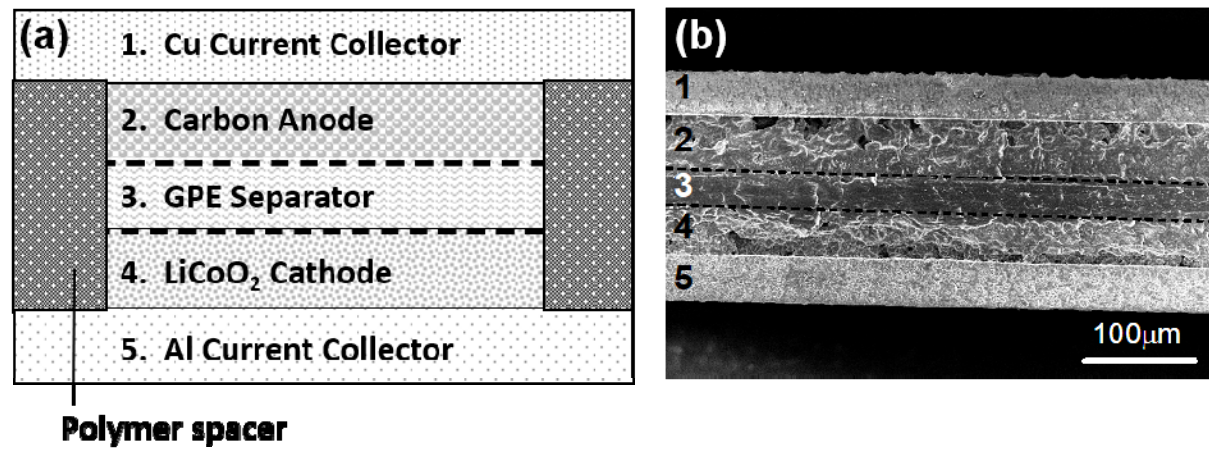 (a)
1. Cu Current Collector
2. Carbon Anode
3. GPE Separator
4. LiCoO₂ Cathode
5. Al Current Collector
Polymer spacer
(b)
1
2
3
4
5
100μm